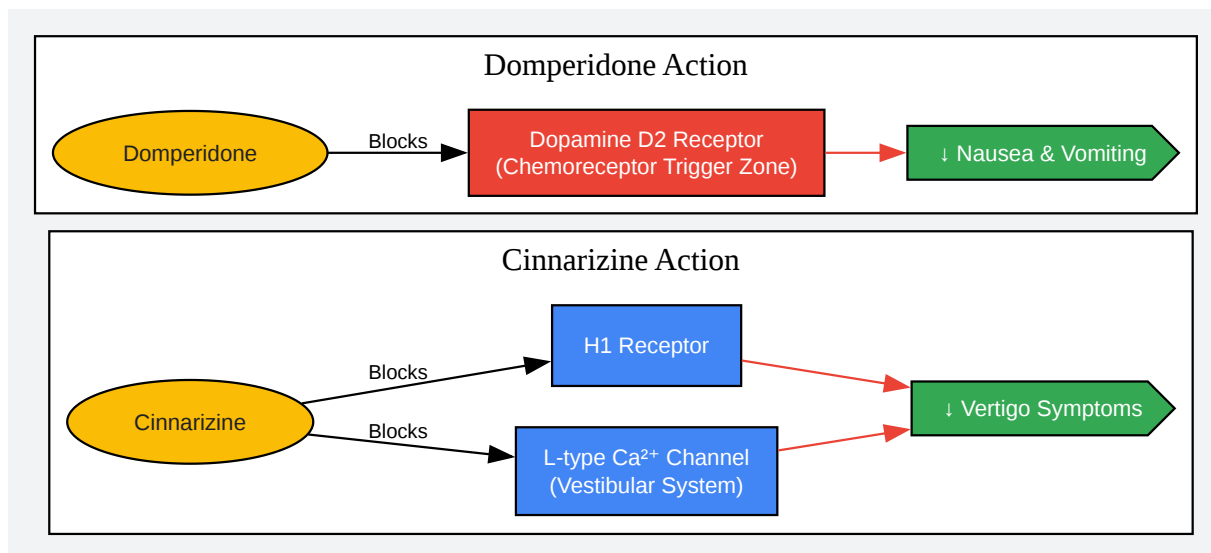 Domperidone Action
Domperidone
Blocks
Dopamine D2 Receptor
(Chemoreceptor Trigger Zone)
↓ Nausea & Vomiting
Cinnarizine Action
Cinnarizine
Blocks
H1 Receptor
Blocks
L-type Ca²⁺ Channel
(Vestibular System)
↓ Vertigo Symptoms